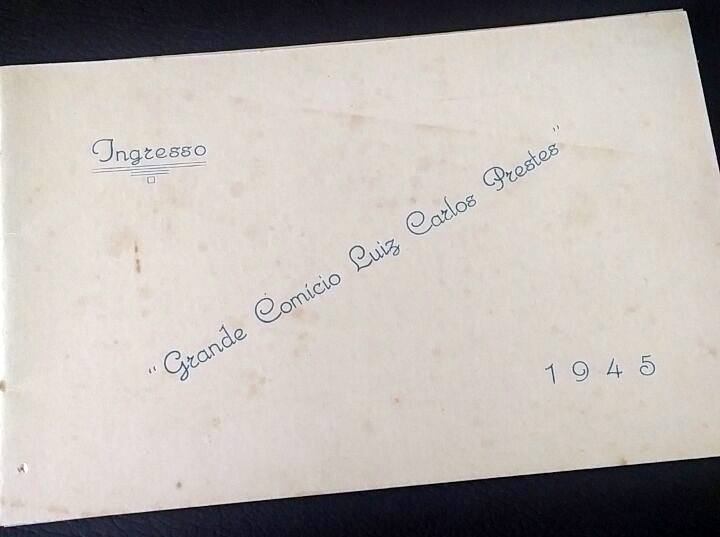 Ingresso
"Grande Comício Luiz Carlos Prestes"
1945